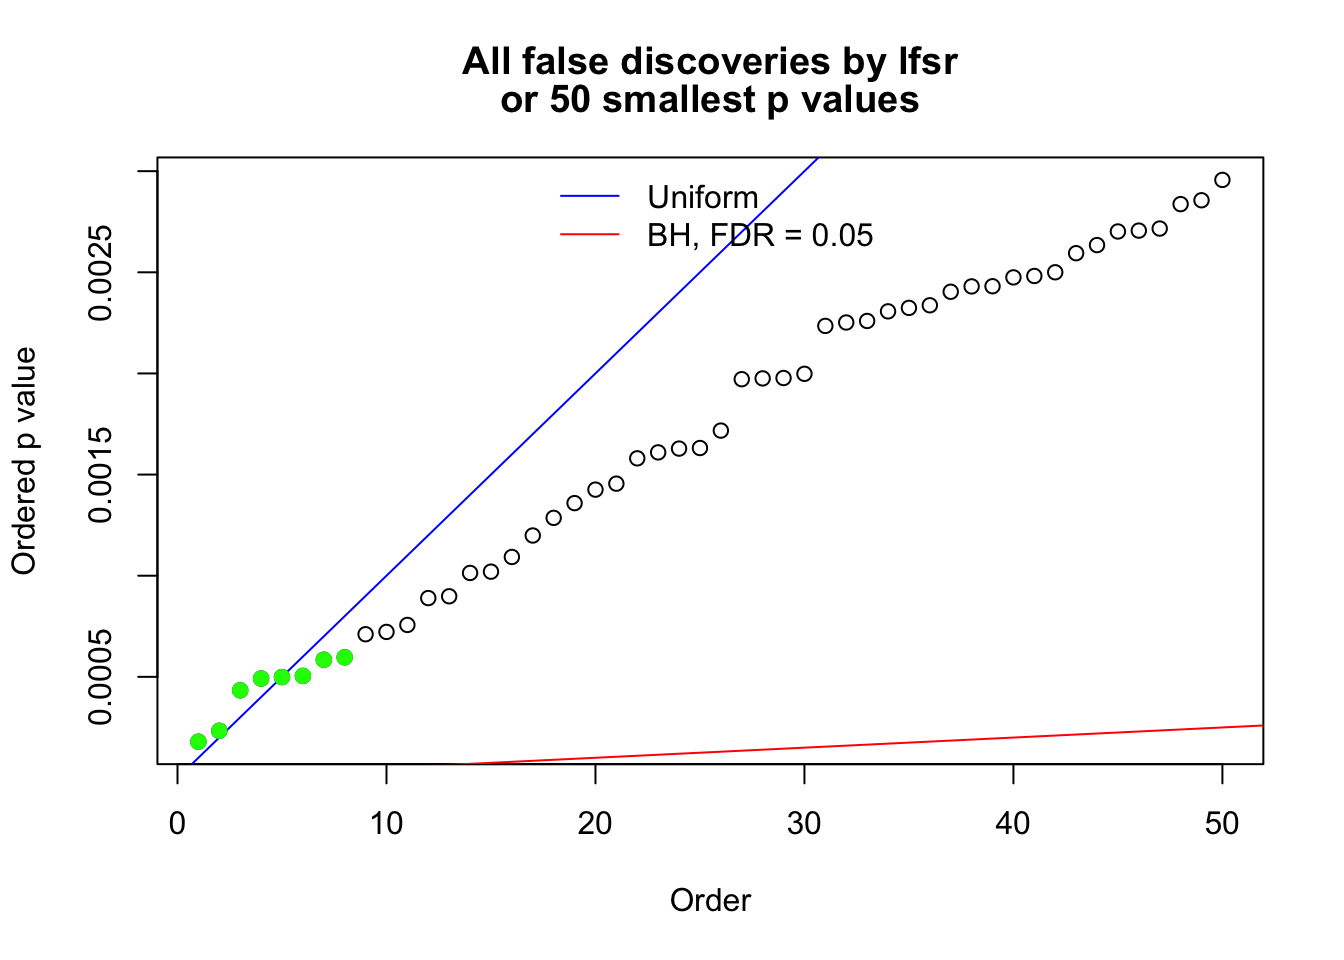 All false discoveries by lfsr
or 50 smallest p values
Uniform
BH, FDR = 0.05
Ordered p value
0.0025
0.0015
0.0005
0 10 20 30 40 50
Order